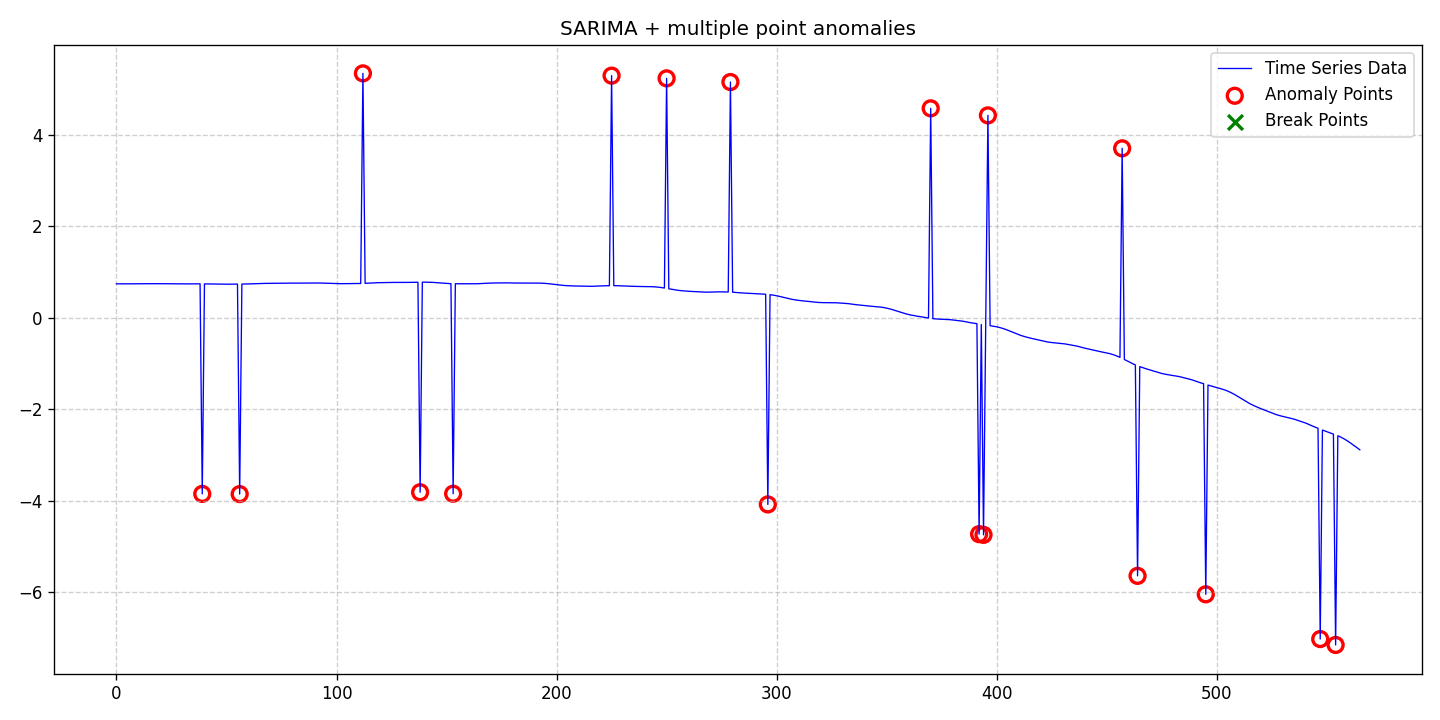 SARIMA + multiple point anomalies
Time Series Data
Anomaly Points
Break Points
4
2
0
−2
−4
−6
0 100 200 300 400 500